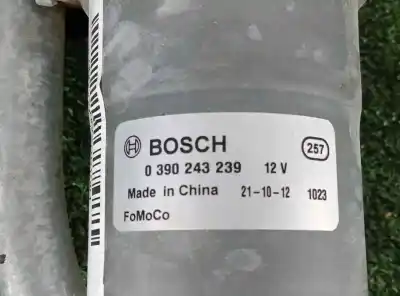 BOSCH 257
0 390 243 239 12 V
Made in China 21-10-12 1023
FoMoCo